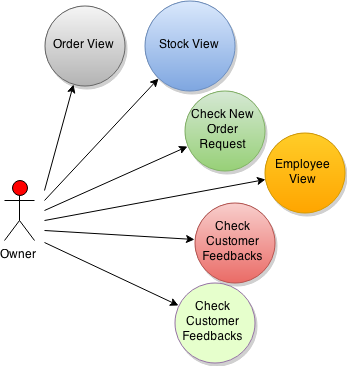 Order View
Stock View
Check New
Order
Request
Employee
View
Check
Customer
Feedbacks
Owner
Check
Customer
Feedbacks